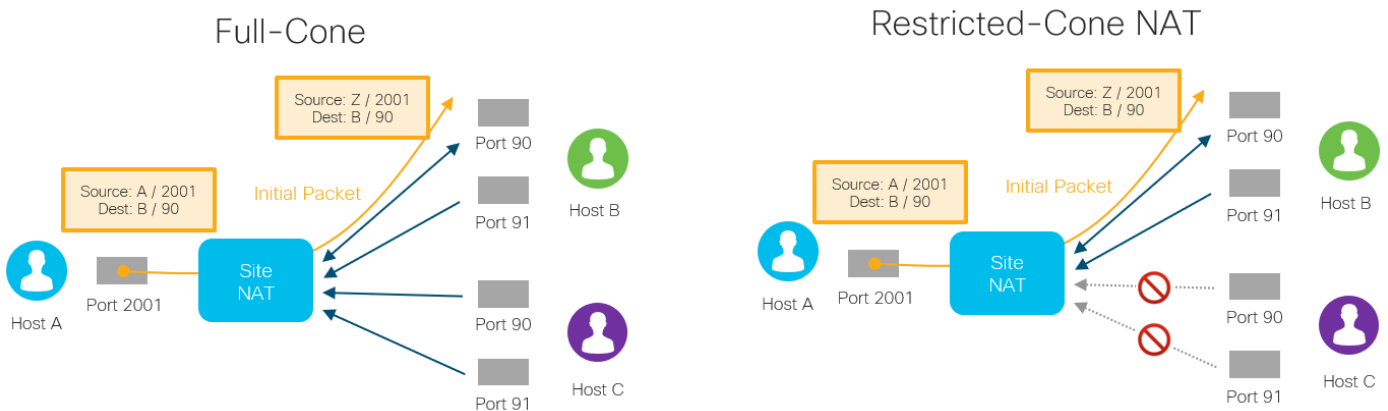 Full-Cone
Source: Z / 2001
Dest: B / 90
Port 90
Source: A / 2001
Dest: B / 90
Initial Packet
Port 91
Host B
Site
NAT
Port 2001
Host A
Port 90
Port 91
Host C
Restricted-Cone NAT
Source: Z / 2001
Dest: B / 90
Port 90
Source: A / 2001
Dest: B / 90
Initial Packet
Port 91
Host B
Site
NAT
Port 2001
Host A
Port 90
Port 91
Host C